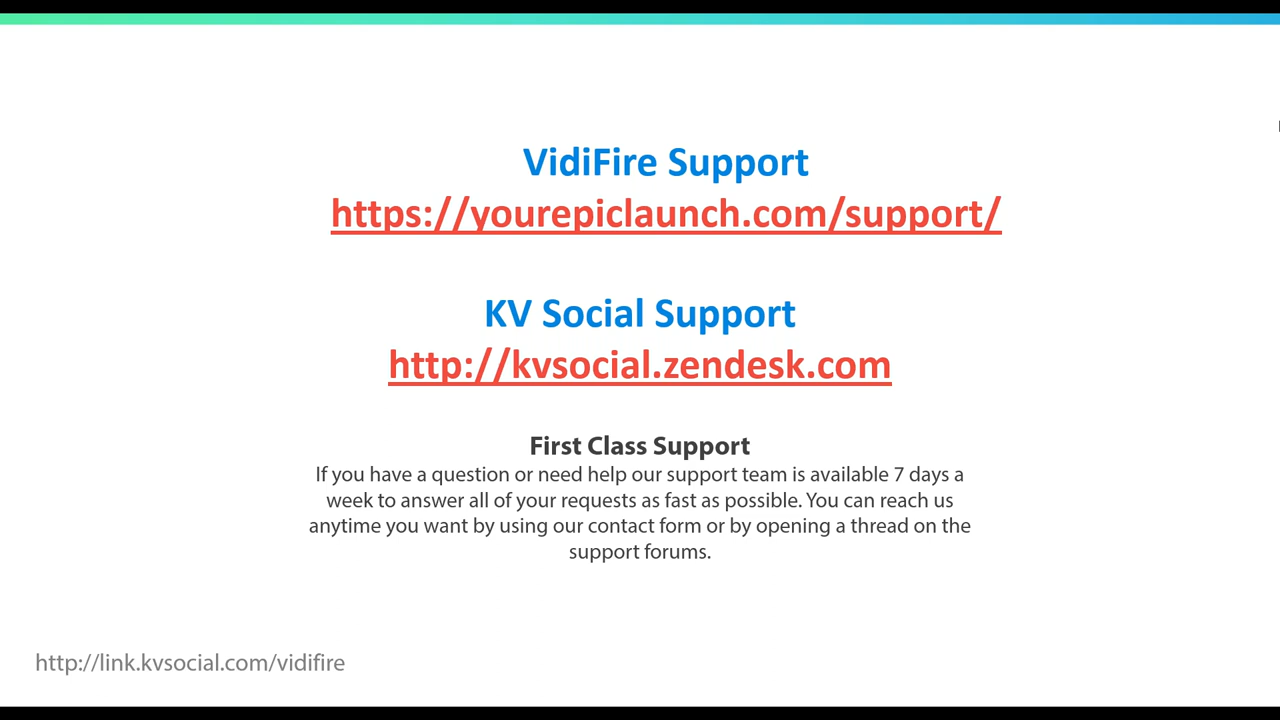 VidiFire Support
https://yourepiclaunch.com/support/
KV Social Support
http://kvsocial.zendesk.com
First Class Support
If you have a question or need help our support team is available 7 days a
week to answer all of your requests as fast as possible. You can reach us
anytime you want by using our contact form or by opening a thread on the
support forums.
http://link.kvsocial.com/vidifire